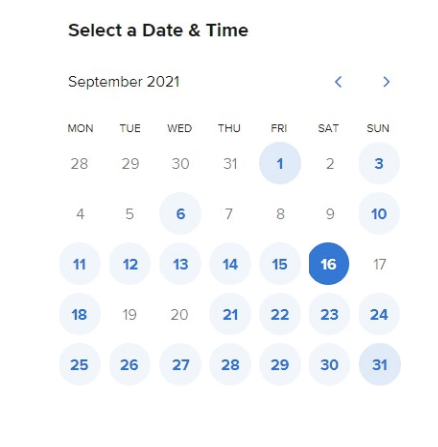 Select a Date & Time
September 2021
MON TUE WED THU FRI SAT SUN
28 29 30 31 1 2 3
4 5 6 7 8 9 10
11 12 13 14 15 16 17
18 19 20 21 22 23 24
25 26 27 28 29 30 31